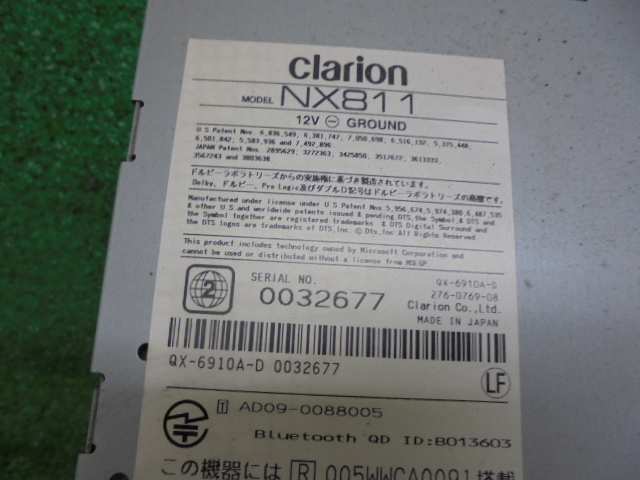 clarion
MODEL NX811
12V ⊖ GROUND
U.S.Patent Nos. 6,836,549; 6,381,747; 7,050,698; 6,516,132; 5,315,448;
6,501,842; 5,583,936 and 7,492,896
JAPAN Patent Nos. 2895629; 3272363; 3425850; 3517672; 3613333;
3567243 and 3803638
ドルビーラボラトリーズからの実施権に基づき製造されています。
Dolby、ドルビー、Pro Logic及びダブルD記号はドルビーラボラトリーズの商標です。
Manufactured under license under U.S.Patent Nos.5,956,674;5,974,380;6,487,535
& other U.S. and worldwide patents issued & pending.DTS,the Symbol,& DTS and
the Symbol together are registered trademarks & DTS Digital Surround and
the DTS logos are trademarks of DTS,Inc. © Dts,Inc.All Rights Reserved.
This product includes technology owned by Microsoft Corporation and
cannot be used or distributed without a license from MSLGP
2
SERIAL NO.
0032677
QX-6910A-D
276-0769-08
Clarion Co.,Ltd.
MADE IN JAPAN
QX-6910A-D 0032677
LF
T AD09-0088005
Bluetooth QD ID:B013603
この機器には R 005WWCA0091 搭載